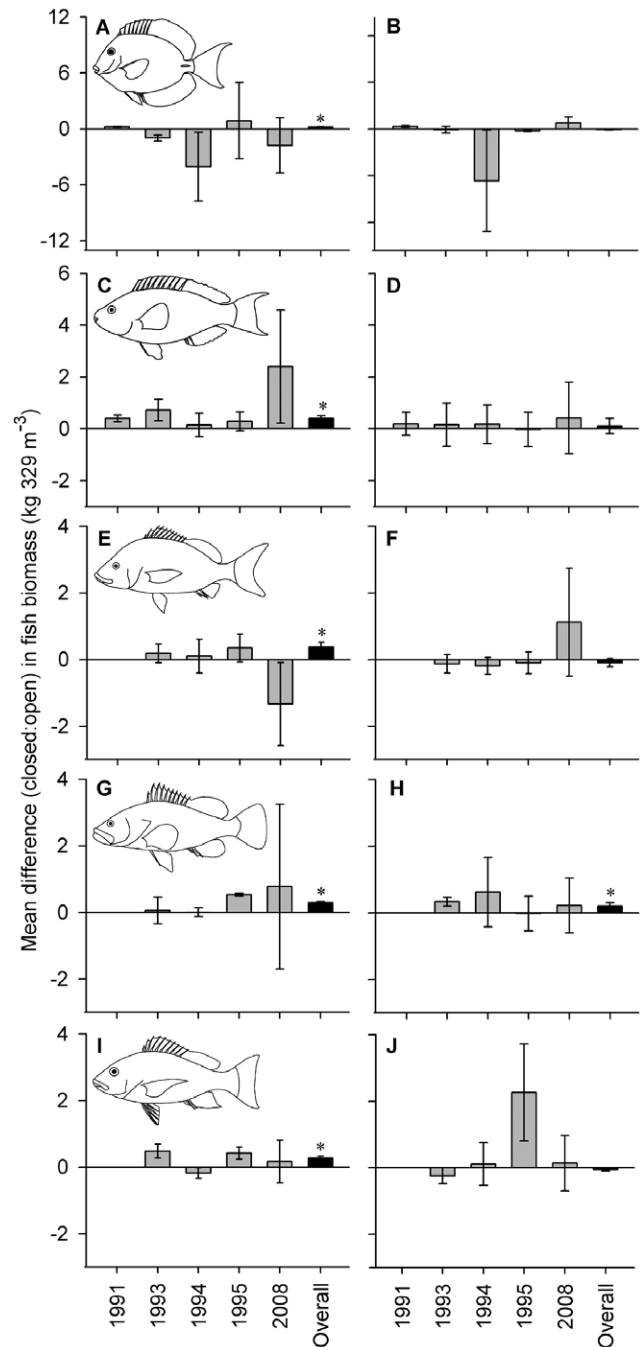 Mean difference (closed:open) in fish biomass (kg 329 m⁻³)
A
B
12
6
0
-6
-12
*
C
D
6
4
2
0
-2
*
E
F
4
2
0
-2
*
G
H
4
2
0
-2
*
*
I
J
4
2
0
-2
*
1991
1993
1994
1995
2008
Overall
1991
1993
1994
1995
2008
Overall